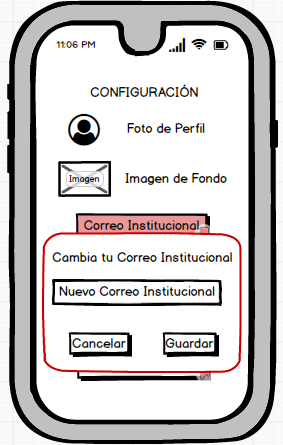 11:06 PM
CONFIGURACIÓN
Foto de Perfil
Imagen
Imagen de Fondo
Correo Institucional
Cambia tu Correo Institucional
Nuevo Correo Institucional
Cancelar
Guardar